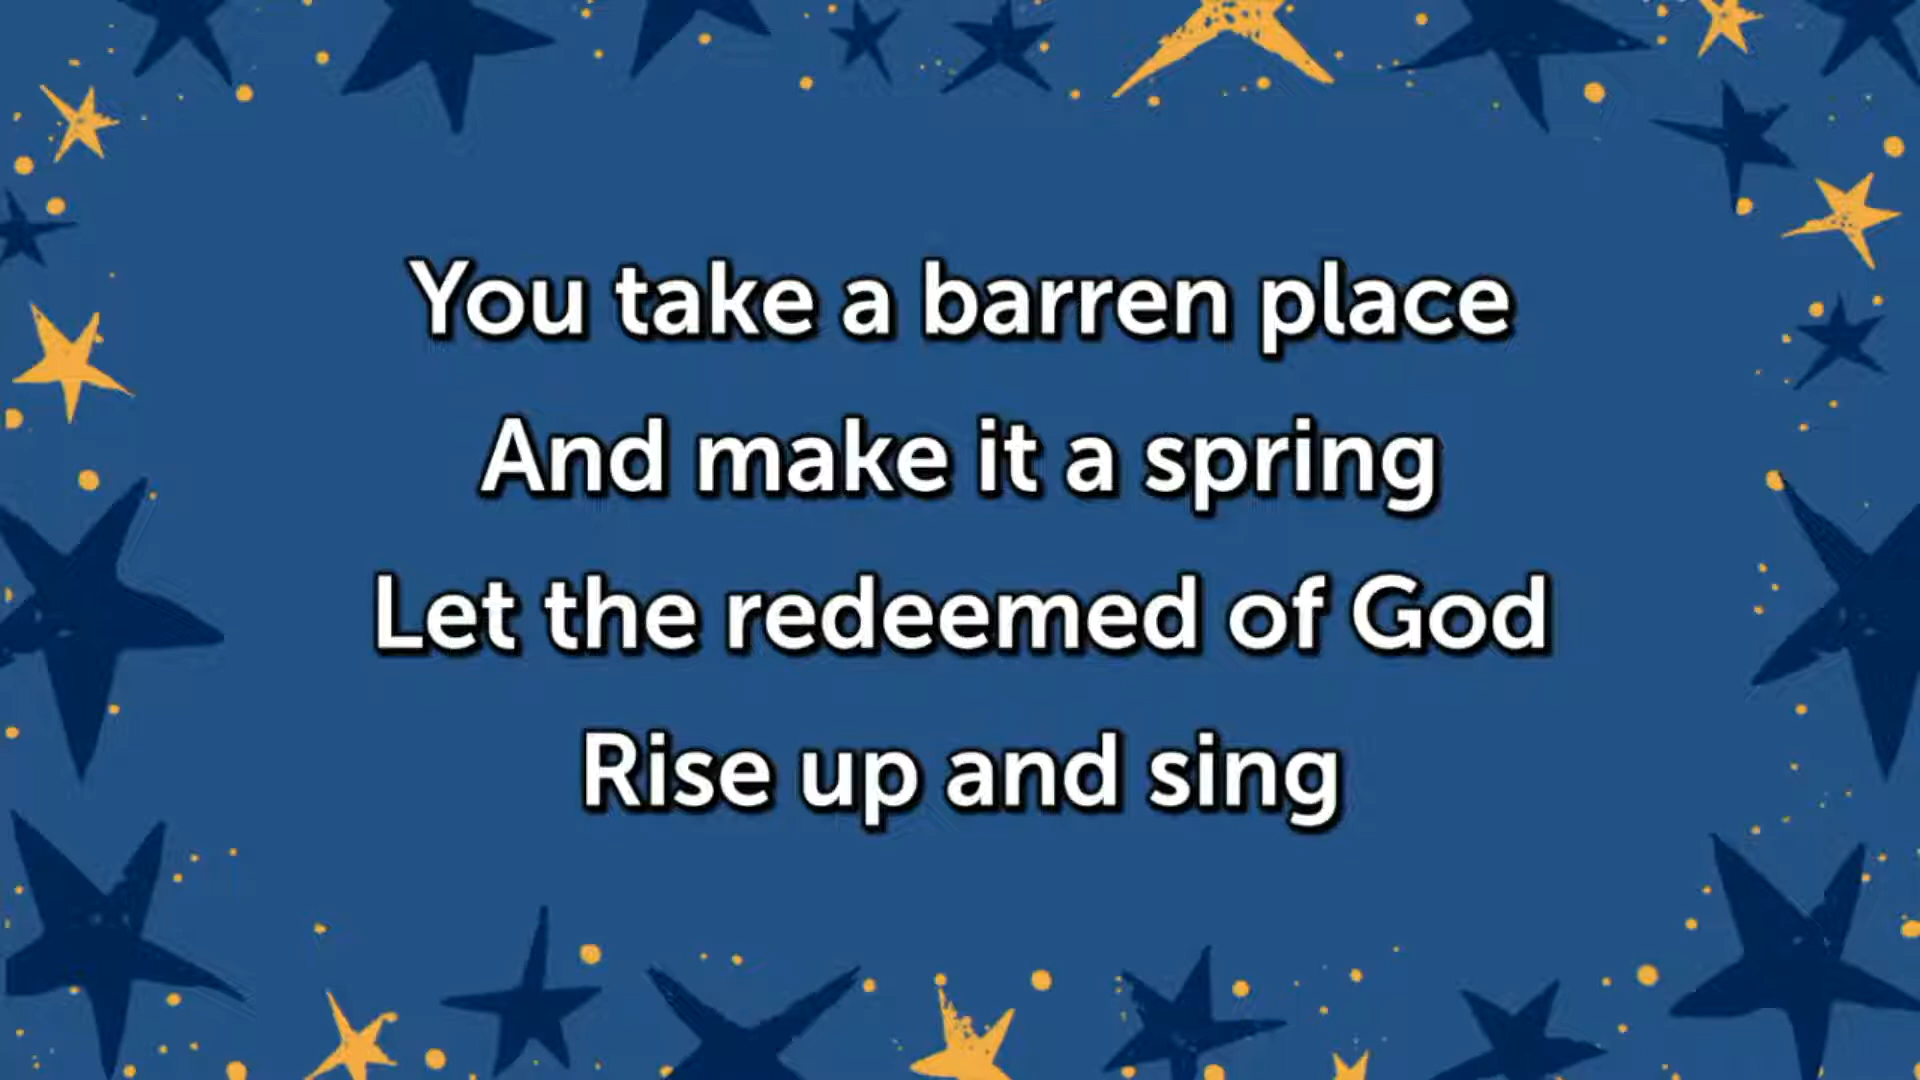 You take a barren place
And make it a spring
Let the redeemed of God
Rise up and sing